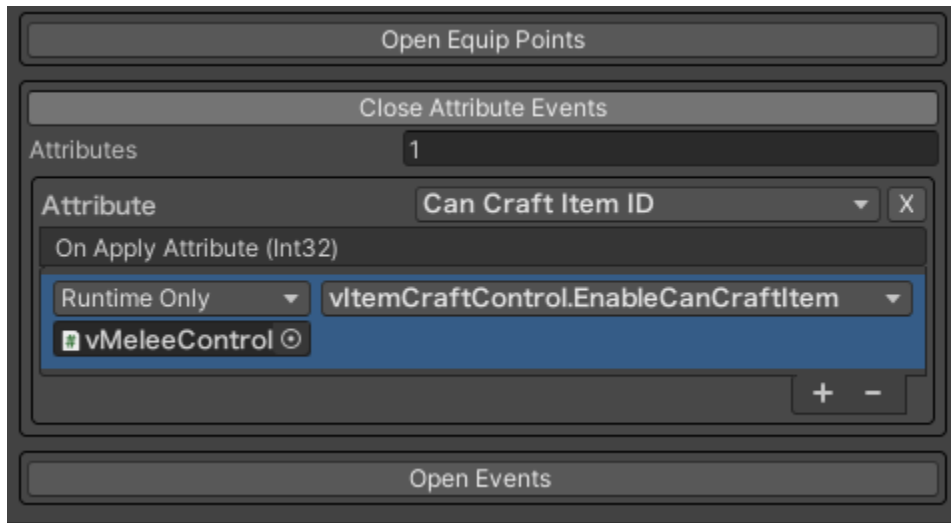 Open Equip Points
Close Attribute Events
Attributes 1
Attribute Can Craft Item ID X
On Apply Attribute (Int32)
Runtime Only vItemCraftControl.EnableCanCraftItem
# vMeleeControl
+ -
Open Events